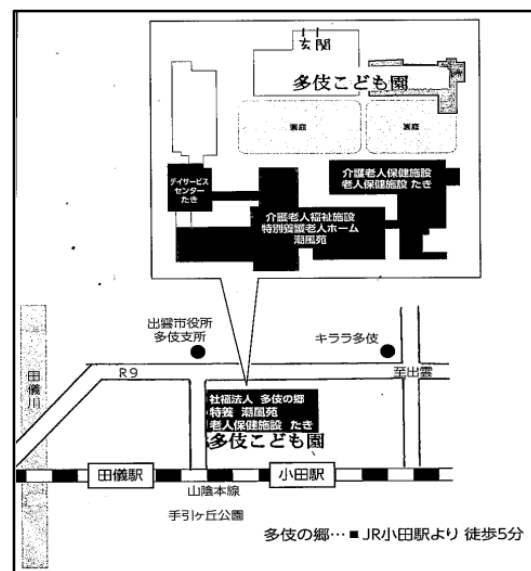 玄関
多伎こども園
園庭
園庭
デイサービス
センター
たき
介護老人保健施設
老人保健施設 たき
介護老人福祉施設
特別養護老人ホーム
潮風苑
出雲市役所
多伎支所
キララ多伎
田儀川
R9
至出雲
社福法人 多伎の郷
特養 潮風苑
老人保健施設 たき
多伎こども園
田儀駅
小田駅
山陰本線
手引ヶ丘公園
多伎の郷…■JR小田駅より 徒歩5分